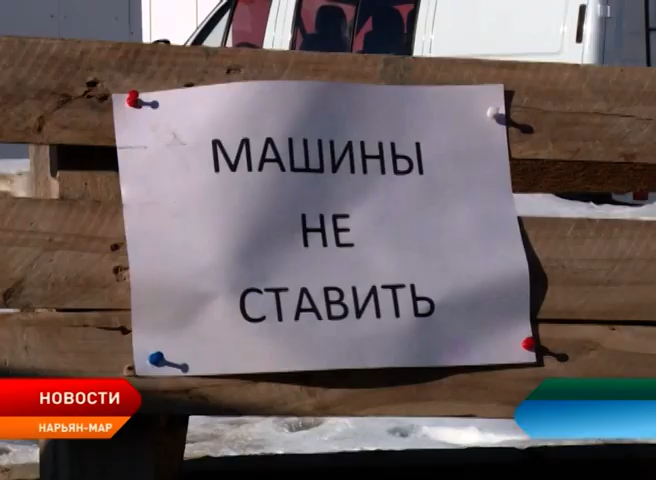 МАШИНЫ
НЕ
СТАВИТЬ
НОВОСТИ
НАРЬЯН-МАР